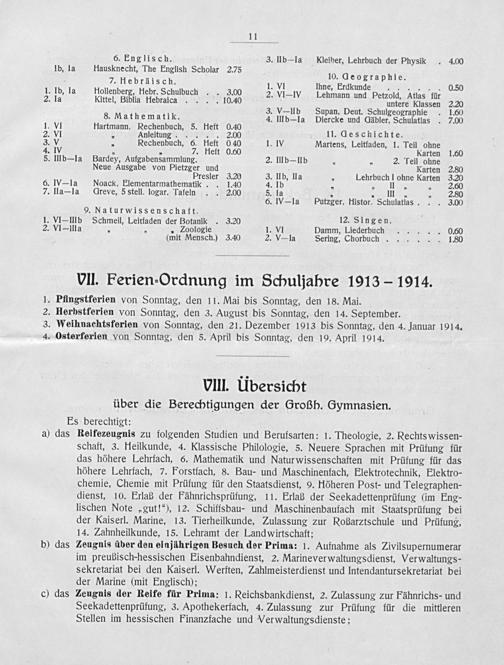 11
6. Englisch.
Ib, Ia Hausknecht, The English Scholar 2.75
7. Hebräisch.
1. Ib, Ia Hollenberg, Hebr. Schulbuch . . 3.00
2. Ia Kittel, Biblia Hebraica . . . . 10.40
8. Mathematik.
1. VI Hartmann, Rechenbuch, 5. Heft 0.40
2. VI „ Anleitung . . . . . 2.00
3. V „ Rechenbuch, 6. Heft 0 40
4. IV „ „ 7. Heft 0.60
5. IIIb—Ia Bardey, Aufgabensammlung.
Neue Ausgabe von Pietzger und
Presler 3.20
6. IV—Ia Noack, Elementarmathematik . . 1.40
7. IIa—Ia Greve, 5 stell. logar. Tafeln . . 2.00
9. Naturwissenschaft.
1. VI—IIIb Schmeil, Leitfaden der Botanik . 3.20
2. VI—IIIa „ „ „ Zoologie
(mit Mensch.) 3.40
3. IIb—Ia Kleiber, Lehrbuch der Physik . 4.00
10. Geographie.
1. VI Ihne, Erdkunde . . . . . 0.50
2. VI—IV Lehmann und Petzold, Atlas für
untere Klassen 2.20
3. V—IIb Supan, Deut. Schulgeographie . 1.60
4. IIIb—Ia Diercke und Gäbler, Schulatlas . 7.00
11. Geschichte.
1. IV Martens, Leitfaden, 1. Teil ohne
Karten 1.60
2. IIIb—IIb „ „ 2. Teil ohne
Karten 2.80
3. IIb, IIa „ Lehrbuch I ohne Karten 3.20
4. Ib „ „ II „ „ 2.60
5. Ia „ „ III „ „ 2.80
6. IV—Ia Putzger, Histor. Schulatlas . . . 3.00
12. Singen.
1. VI Damm, Liederbuch . . . . . 0.60
2. V—Ia Sering, Chorbuch . . . . . 1.80
VII. Ferien-Ordnung im Schuljahre 1913–1914.
1. Pfingstferien von Sonntag, den 11. Mai bis Sonntag, den 18. Mai.
2. Herbstferien von Sonntag, den 3. August bis Sonntag, den 14. September.
3. Weihnachtsferien von Sonntag, den 21. Dezember 1913 bis Sonntag, den 4. Januar 1914.
4. Osterferien von Sonntag, den 5. April bis Sonntag, den 19. April 1914.
VIII. Übersicht
über die Berechtigungen der Großh. Gymnasien.
Es berechtigt:
a) das Reifezeugnis zu folgenden Studien und Berufsarten: 1. Theologie, 2. Rechtswissen-
schaft, 3. Heilkunde, 4. Klassische Philologie, 5. Neuere Sprachen mit Prüfung für
das höhere Lehrfach, 6. Mathematik und Naturwissenschaften mit Prüfung für das
höhere Lehrfach, 7. Forstfach, 8. Bau- und Maschinenfach, Elektrotechnik, Elektro-
chemie, Chemie mit Prüfung für den Staatsdienst, 9. Höheren Post- und Telegraphen-
dienst, 10. Erlaß der Fähnrichsprüfung, 11. Erlaß der Seekadettenprüfung (im Eng-
lischen Note „gut!"), 12. Schiffsbau- und Maschinenbaufach mit Staatsprüfung bei
der Kaiserl. Marine, 13. Tierheilkunde, Zulassung zur Roßarztschule und Prüfung,
14. Zahnheilkunde, 15. Lehramt der Landwirtschaft;
b) das Zeugnis über den einjährigen Besuch der Prima: 1. Aufnahme als Zivilsupernumerar
im preußisch-hessischen Eisenbahndienst, 2. Marineverwaltungsdienst, Verwaltungs-
sekretariat bei den Kaiserl. Werften, Zahlmeisterdienst und Intendantursekretariat bei
der Marine (mit Englisch);
c) das Zeugnis der Reife für Prima: 1. Reichsbankdienst, 2. Zulassung zur Fähnrichs- und
Seekadettenprüfung, 3. Apothekerfach, 4. Zulassung zur Prüfung für die mittleren
Stellen im hessischen Finanzfache und Verwaltungsdienste;